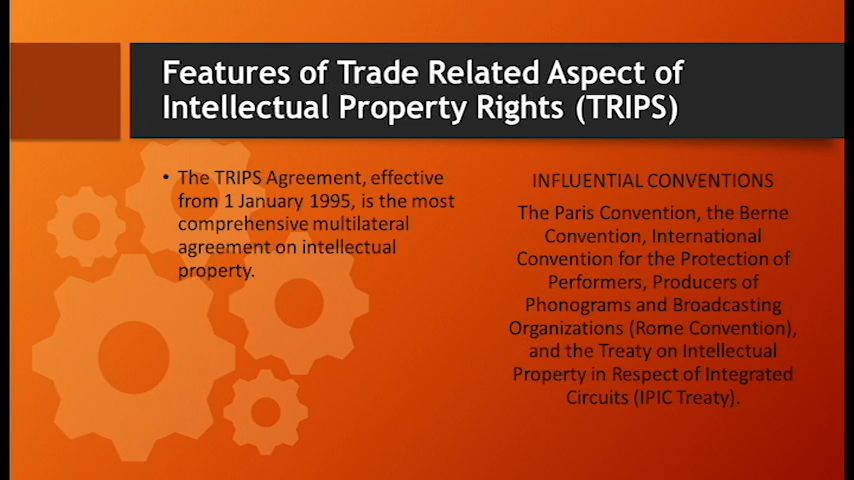 Features of Trade Related Aspect of
Intellectual Property Rights (TRIPS)
• The TRIPS Agreement, effective
from 1 January 1995, is the most
comprehensive multilateral
agreement on intellectual
property.
INFLUENTIAL CONVENTIONS
The Paris Convention, the Berne
Convention, International
Convention for the Protection of
Performers, Producers of
Phonograms and Broadcasting
Organizations (Rome Convention),
and the Treaty on Intellectual
Property in Respect of Integrated
Circuits (IPIC Treaty).